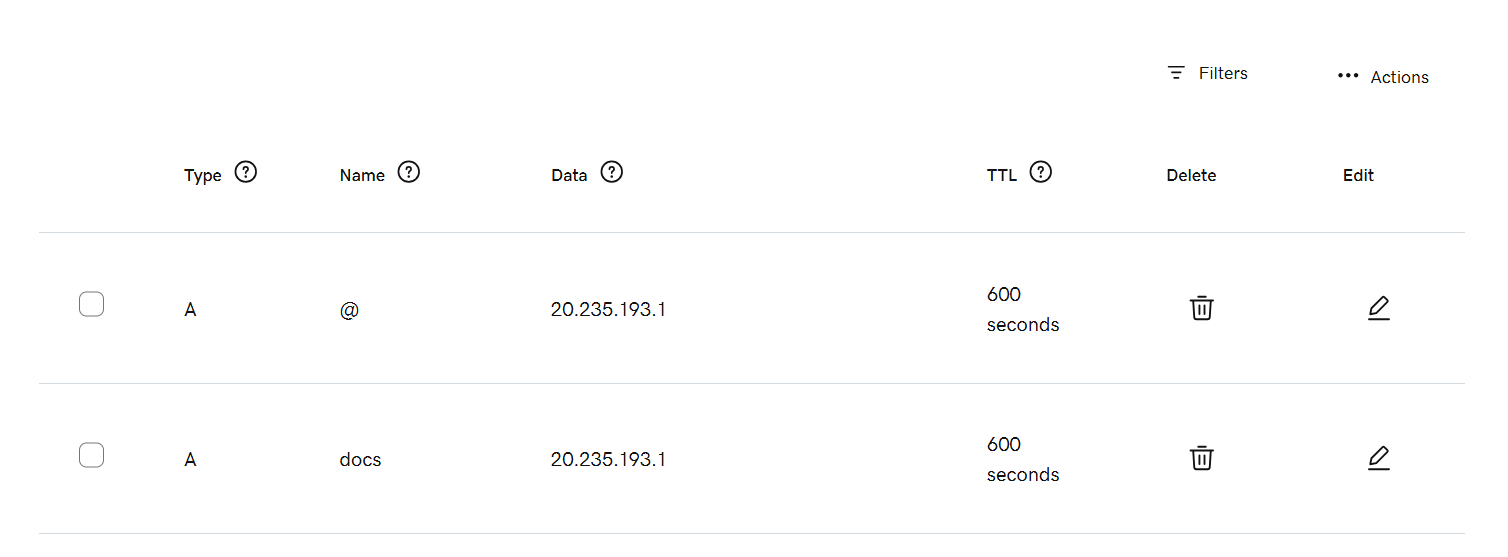 Filters
Actions
Type Name Data TTL Delete Edit
A @ 20.235.193.1 600 seconds
A docs 20.235.193.1 600 seconds